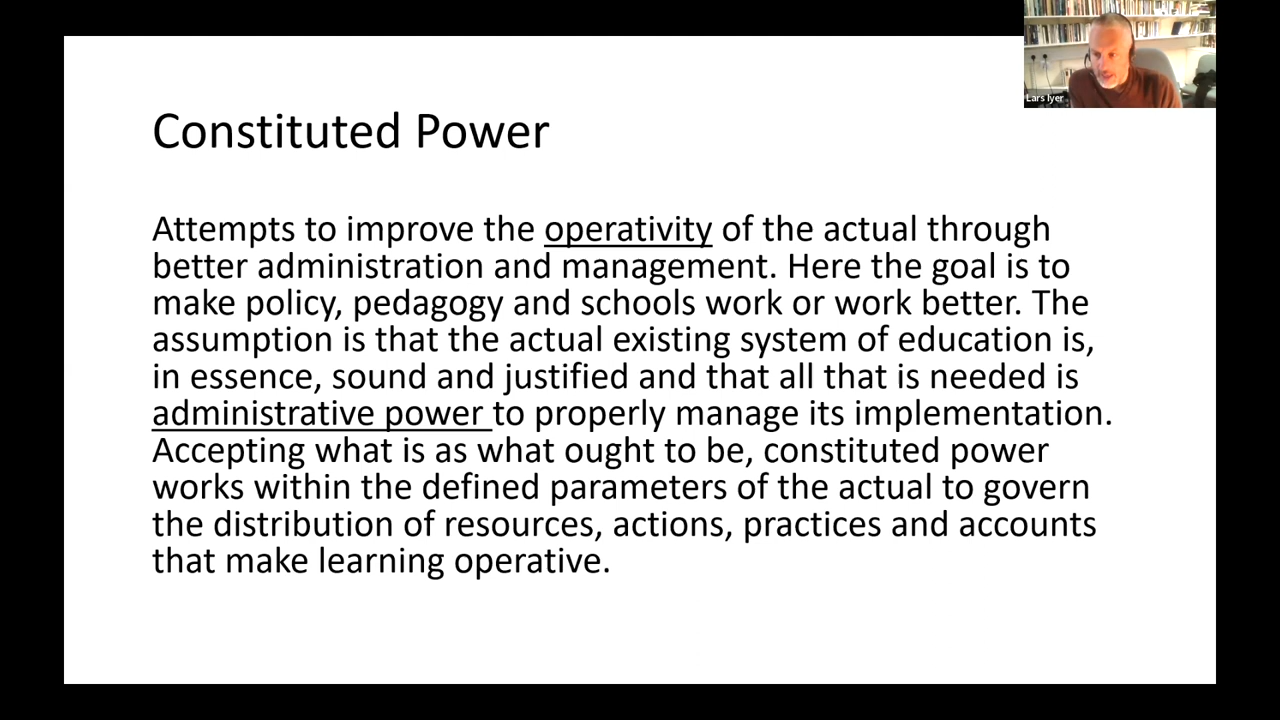 Lars Iyer
Constituted Power
Attempts to improve the operativity of the actual through
better administration and management. Here the goal is to
make policy, pedagogy and schools work or work better. The
assumption is that the actual existing system of education is,
in essence, sound and justified and that all that is needed is
administrative power to properly manage its implementation.
Accepting what is as what ought to be, constituted power
works within the defined parameters of the actual to govern
the distribution of resources, actions, practices and accounts
that make learning operative.